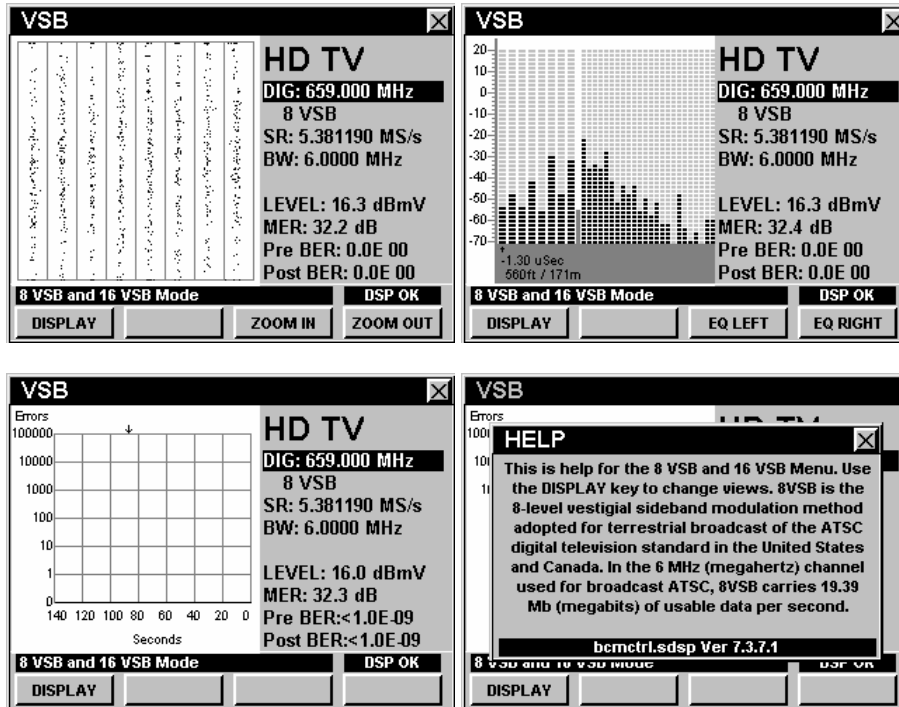 VSB
HD TV
DIG: 659.000 MHz
8 VSB
SR: 5.381190 MS/s
BW: 6.0000 MHz
LEVEL: 16.3 dBmV
MER: 32.2 dB
Pre BER: 0.0E 00
Post BER: 0.0E 00
8 VSB and 16 VSB Mode
DSP OK
DISPLAY
ZOOM IN
ZOOM OUT
VSB
20
10
0
-10
-20
-30
-40
-50
-60
-70
-1.30 uSec
560ft / 171m
HD TV
DIG: 659.000 MHz
8 VSB
SR: 5.381190 MS/s
BW: 6.0000 MHz
LEVEL: 16.3 dBmV
MER: 32.4 dB
Pre BER: 0.0E 00
Post BER: 0.0E 00
8 VSB and 16 VSB Mode
DSP OK
DISPLAY
EQ LEFT
EQ RIGHT
VSB
Errors
100000
10000
1000
100
10
1
0
140 120 100 80 60 40 20 0
Seconds
HD TV
DIG: 659.000 MHz
8 VSB
SR: 5.381190 MS/s
BW: 6.0000 MHz
LEVEL: 16.0 dBmV
MER: 32.3 dB
Pre BER:<1.0E-09
Post BER:<1.0E-09
8 VSB and 16 VSB Mode
DSP OK
DISPLAY
VSB
Errors
HELP
This is help for the 8 VSB and 16 VSB Menu. Use
the DISPLAY key to change views. 8VSB is the
8-level vestigial sideband modulation method
adopted for terrestrial broadcast of the ATSC
digital television standard in the United States
and Canada. In the 6 MHz (megahertz) channel
used for broadcast ATSC, 8VSB carries 19.39
Mb (megabits) of usable data per second.
bcmctrl.sdsp Ver 7.3.7.1
8 VSB and 16 VSB Mode
DSP OK
DISPLAY